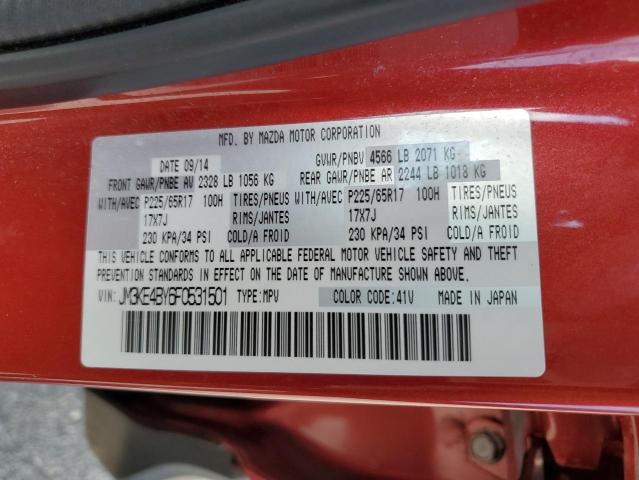 MFD. BY MAZDA MOTOR CORPORATION
DATE 09/14 GVWR/PNBV 4566 LB 2071 KG
FRONT GAWR/PNBE AV 2328 LB 1056 KG REAR GAWR/PNBE AR 2244 LB 1018 KG
WITH/AVEC P225/65R17 100H TIRES/PNEUS WITH/AVEC P225/65R17 100H TIRES/PNEUS
17X7J RIMS/JANTES 17X7J RIMS/JANTES
230 KPA/34 PSI COLD/A FROID 230 KPA/34 PSI COLD/A FROID
THIS VEHICLE CONFORMS TO ALL APPLICABLE FEDERAL MOTOR VEHICLE SAFETY AND THEFT
PREVENTION STANDARDS IN EFFECT ON THE DATE OF MANUFACTURE SHOWN ABOVE.
VIN: JM3KE4BY6F0531501 TYPE:MPV COLOR CODE:41V MADE IN JAPAN